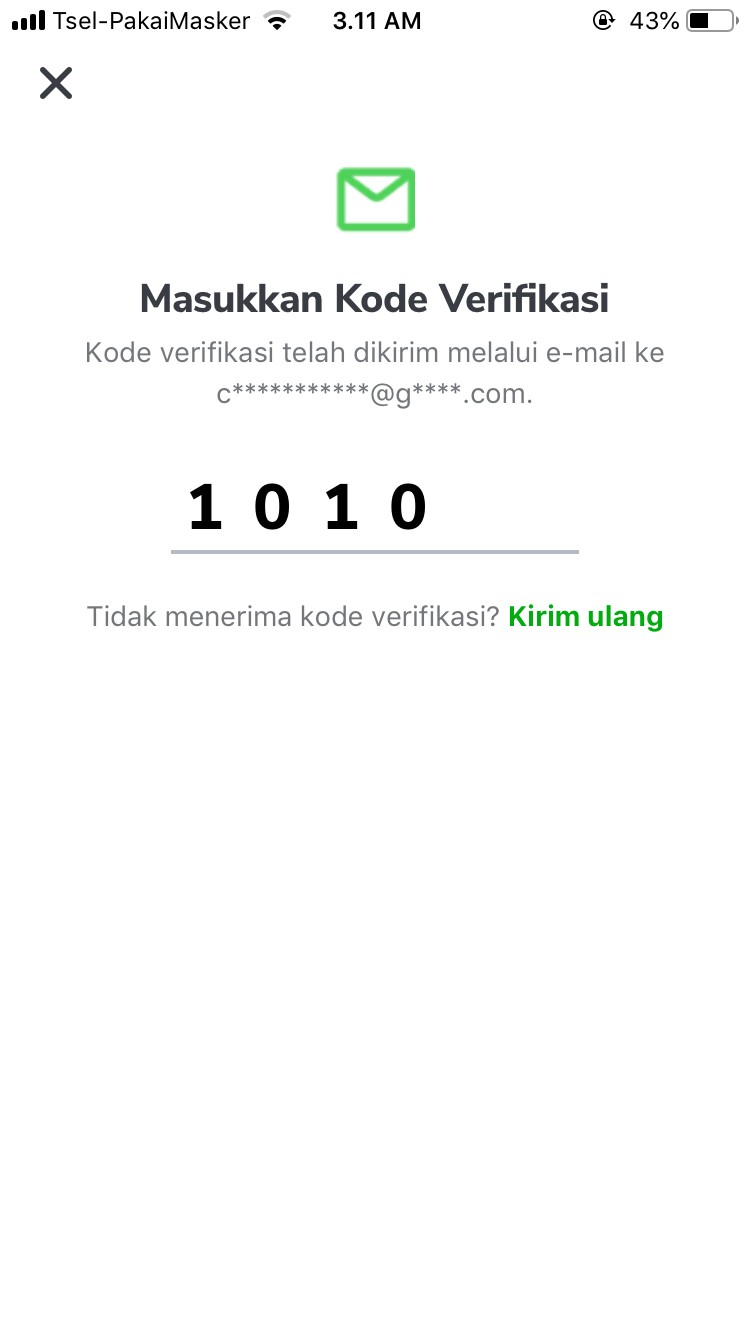 Tsel-PakaiMasker 3.11 AM 43%
Masukkan Kode Verifikasi
Kode verifikasi telah dikirim melalui e-mail ke
c***********@g****.com.
1 0 1 0
Tidak menerima kode verifikasi? Kirim ulang